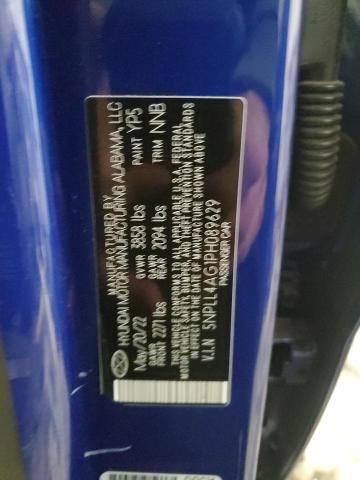 MANUFACTURED BY
HYUNDAI MOTOR MANUFACTURING ALABAMA, LLC
May/20/22 GVWR 3858 lbs PAINT YP5
GAWR FRONT 2271 lbs GAWR REAR 2094 lbs TRIM NNB
THIS VEHICLE CONFORMS TO ALL APPLICABLE U.S.A. FEDERAL
MOTOR VEHICLE SAFETY, BUMPER, AND THEFT PREVENTION STANDARDS
IN EFFECT ON THE DATE OF MANUFACTURE SHOWN ABOVE.
V.I.N 5NPLL4AG1PH089629
PASSENGER CAR